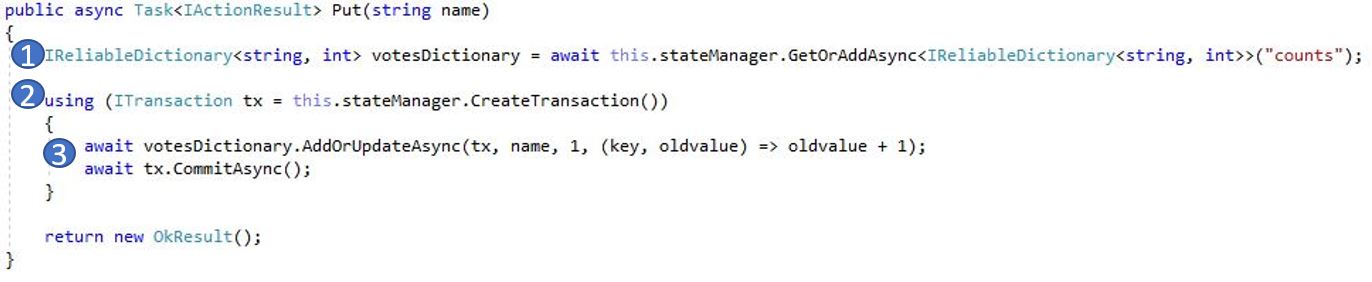 public async Task<IActionResult> Put(string name)
{
1 IReliableDictionary<string, int> votesDictionary = await this.stateManager.GetOrAddAsync<IReliableDictionary<string, int>>("counts");
2 using (ITransaction tx = this.stateManager.CreateTransaction())
{
3 await votesDictionary.AddOrUpdateAsync(tx, name, 1, (key, oldvalue) => oldvalue + 1);
await tx.CommitAsync();
}
return new OkResult();
}